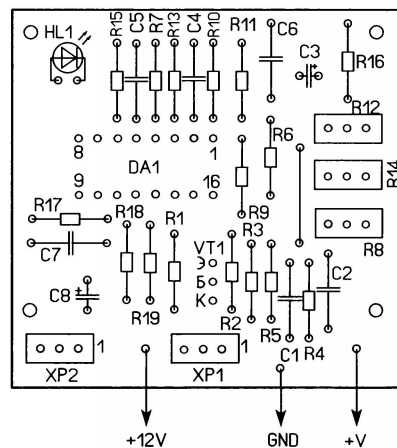 HL1
R15
C5
R7
R13
C4
R10
R11
C6
C3
+
R16
R12
8
1
DA1
9
16
R6
R14
R9
R8
R17
R18
R1
VT1
R3
Э
Б
К
C7
C2
C8
+
R19
R2
R5
C1
R4
1
1
XP2
XP1
+12V
GND
+V